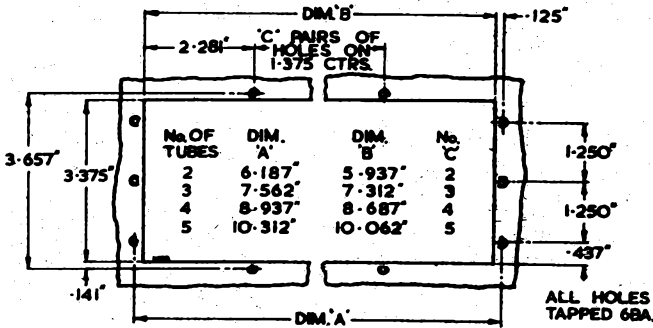 DIM.'B'
.125"
'C' PAIRS OF
HOLES ON
1.375 CTRS.
2.281"
No. OF TUBES DIM. 'A' DIM. 'B' No. 'C'
2 6.187" 5.937" 2
3 7.562" 7.312" 3
4 8.937" 8.687" 4
5 10.312" 10.062" 5
3.657"
3.375"
1.250"
1.250"
.437"
.141"
DIM.'A'
ALL HOLES
TAPPED 6BA.